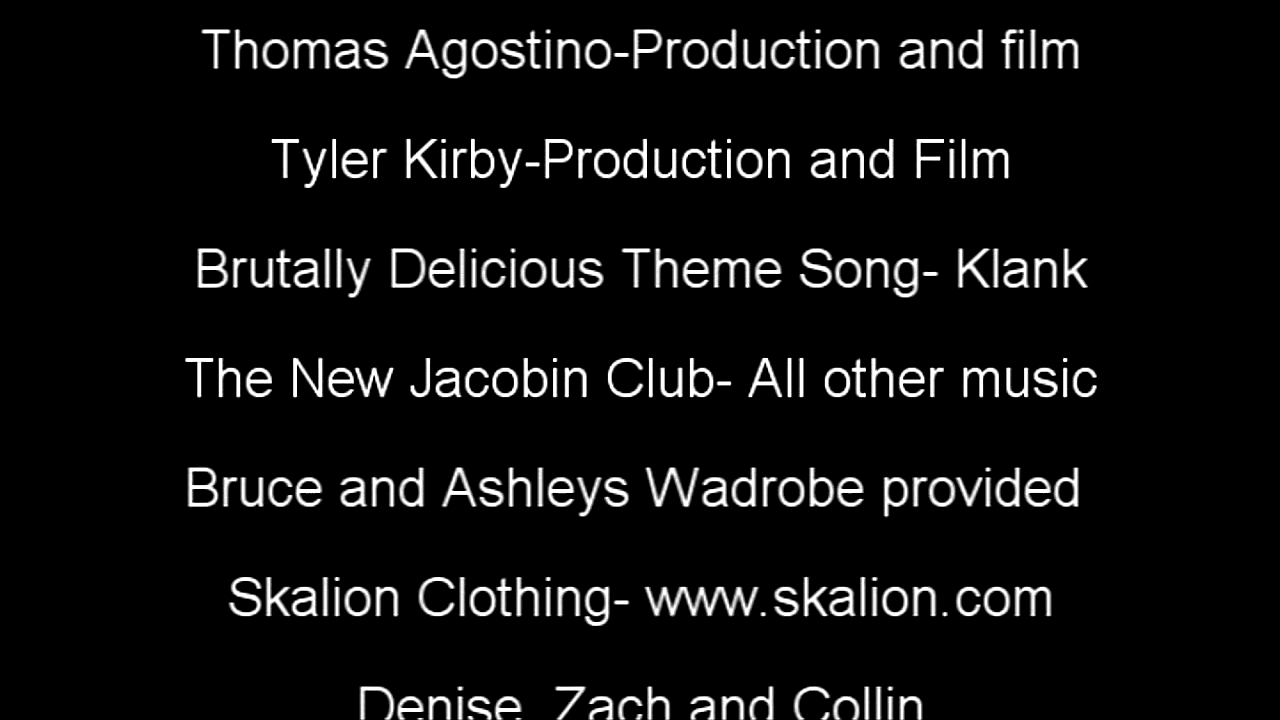 Thomas Agostino-Production and film
Tyler Kirby-Production and Film
Brutally Delicious Theme Song- Klank
The New Jacobin Club- All other music
Bruce and Ashleys Wadrobe provided
Skalion Clothing- www.skalion.com
Denise, Zach and Collin